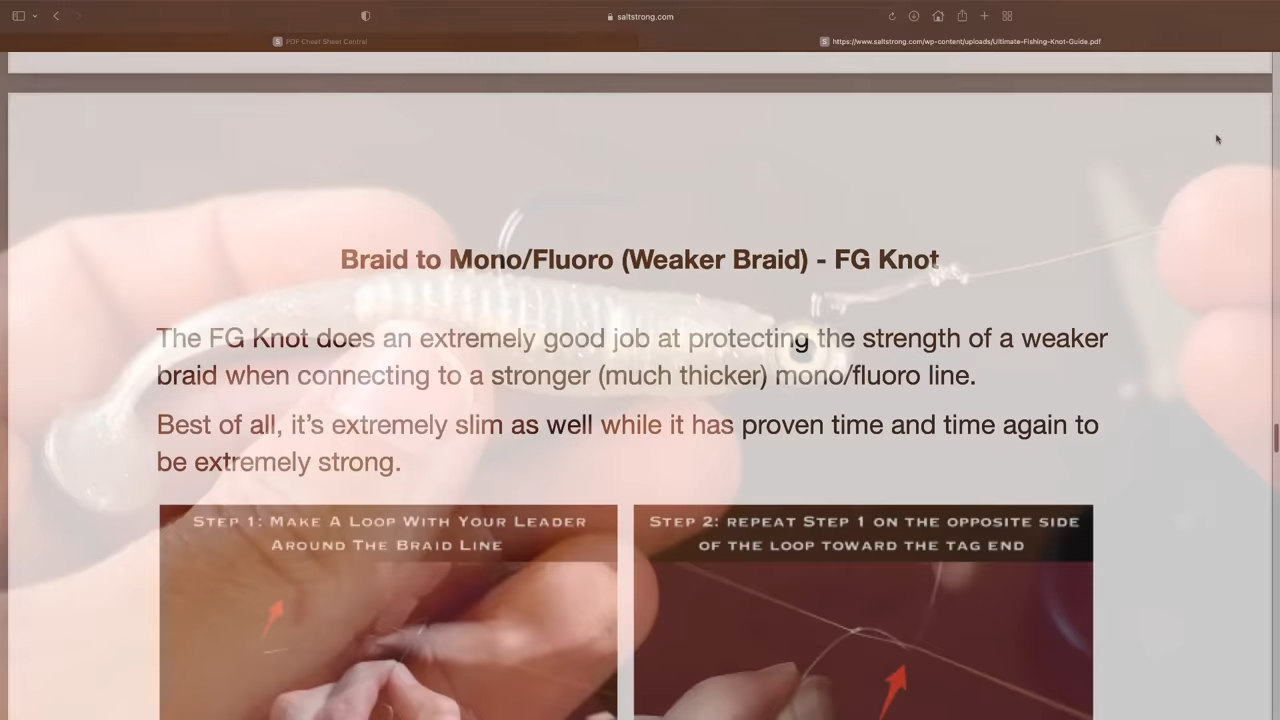 saltstrong.com
S PDF Cheat Sheet Central
S https://www.saltstrong.com/wp-content/uploads/Ultimate-Fishing-Knot-Guide.pdf
Braid to Mono/Fluoro (Weaker Braid) - FG Knot
The FG Knot does an extremely good job at protecting the strength of a weaker
braid when connecting to a stronger (much thicker) mono/fluoro line.
Best of all, it’s extremely slim as well while it has proven time and time again to
be extremely strong.
STEP 1: MAKE A LOOP WITH YOUR LEADER
AROUND THE BRAID LINE
STEP 2: REPEAT STEP 1 ON THE OPPOSITE SIDE
OF THE LOOP TOWARD THE TAG END